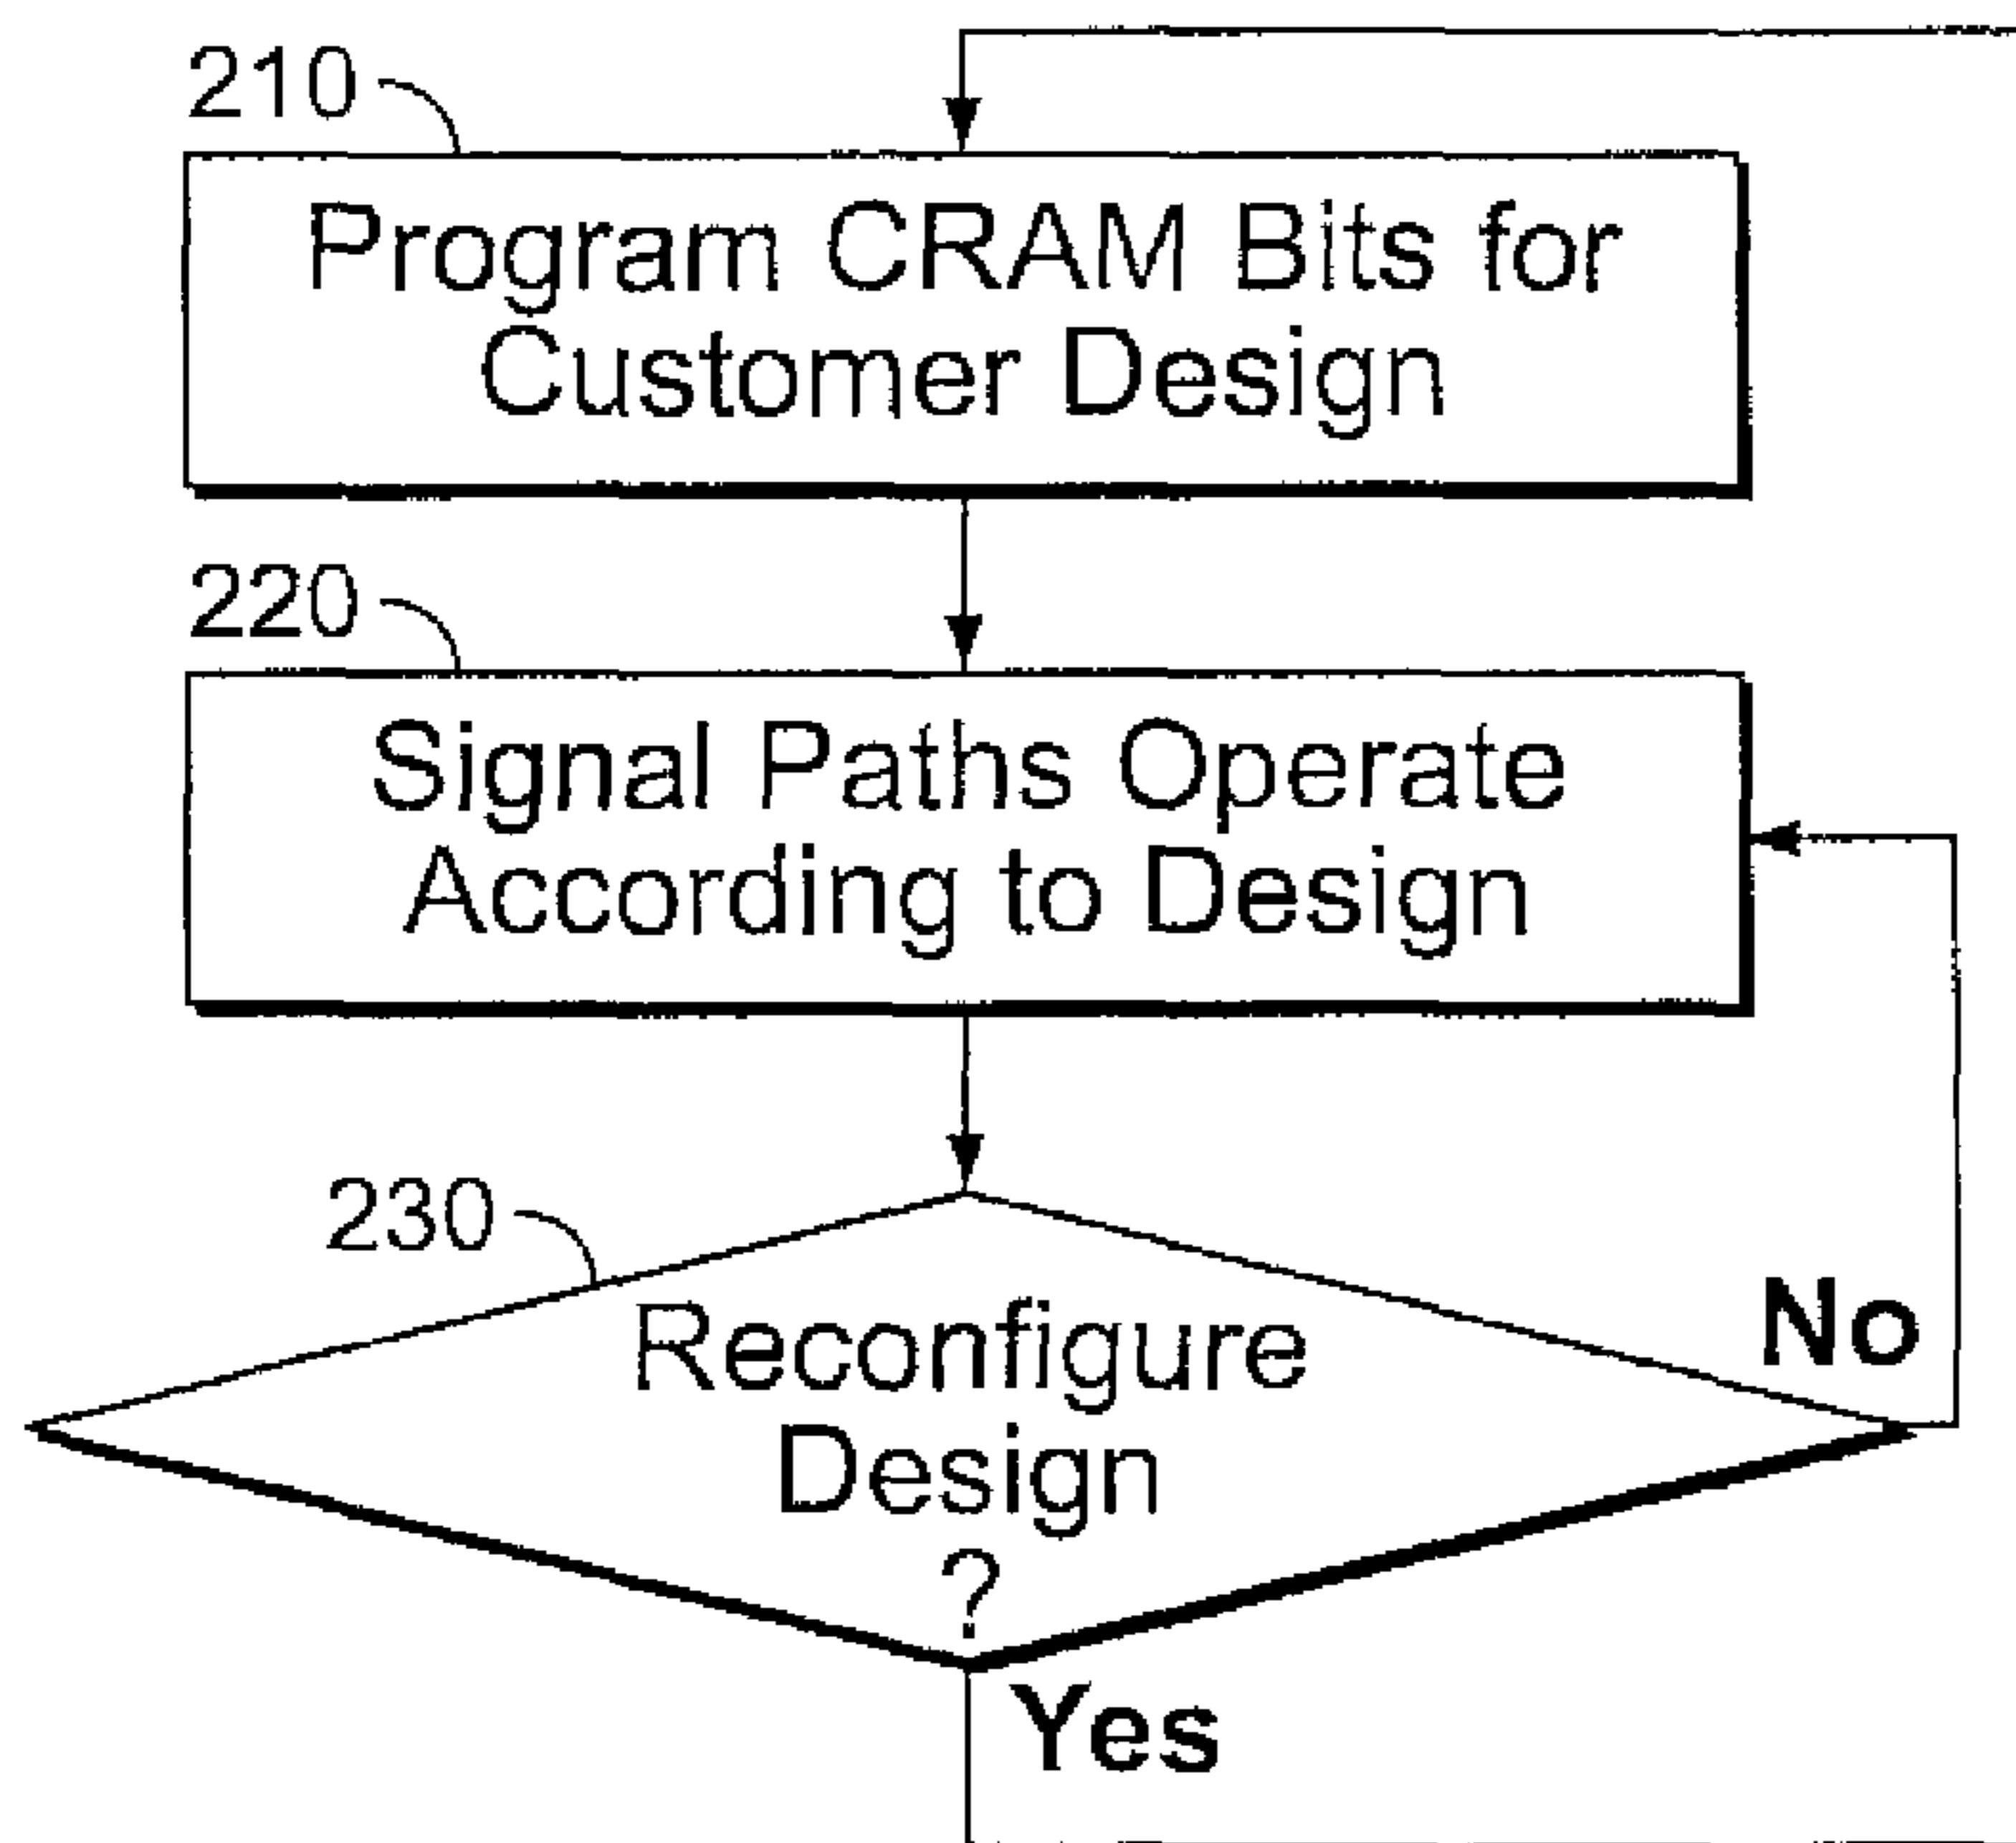 210
Program CRAM Bits for
Customer Design
220
Signal Paths Operate
According to Design
230
Reconfigure
Design
?
No
Yes